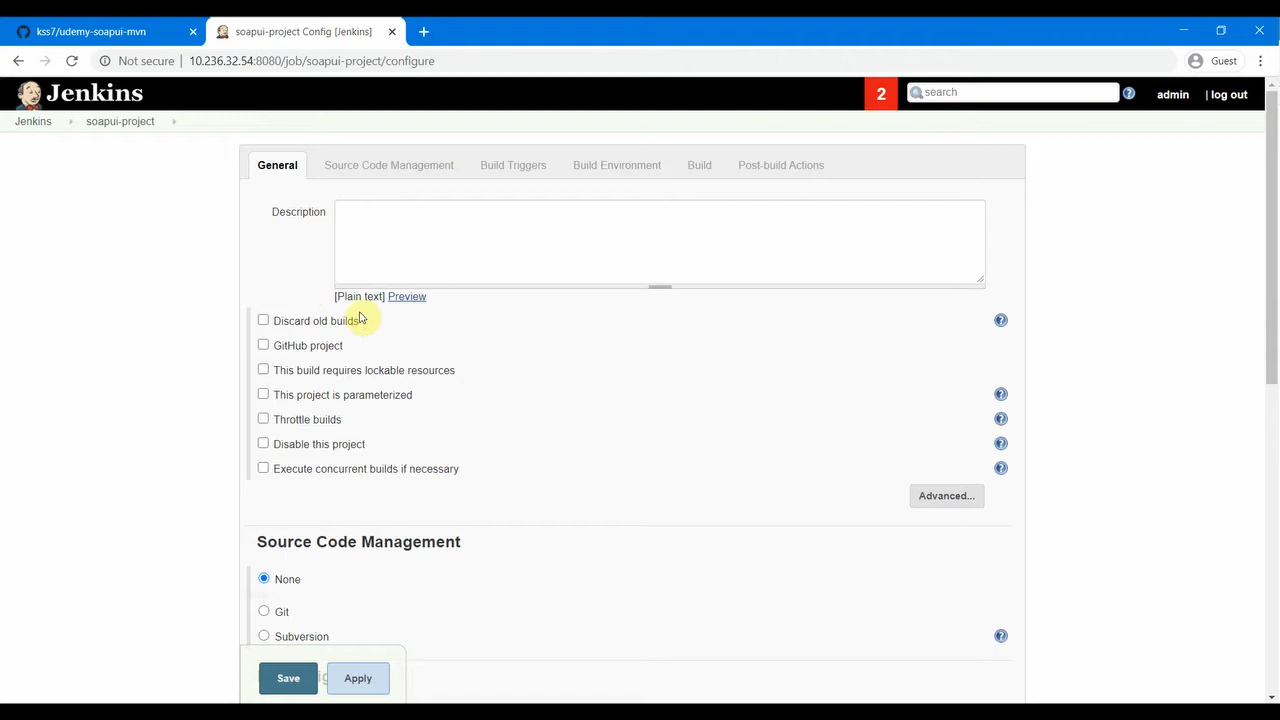 kss7/udemy-soapui-mvn
soapui-project Config [Jenkins]
Not secure
10.236.32.54:8080/job/soapui-project/configure
Guest
Jenkins
2
search
admin
| log out
Jenkins
soapui-project
General
Source Code Management
Build Triggers
Build Environment
Build
Post-build Actions
Description
[Plain text] Preview
Discard old builds
GitHub project
This build requires lockable resources
This project is parameterized
Throttle builds
Disable this project
Execute concurrent builds if necessary
Advanced...
Source Code Management
None
Git
Subversion
Save
Apply